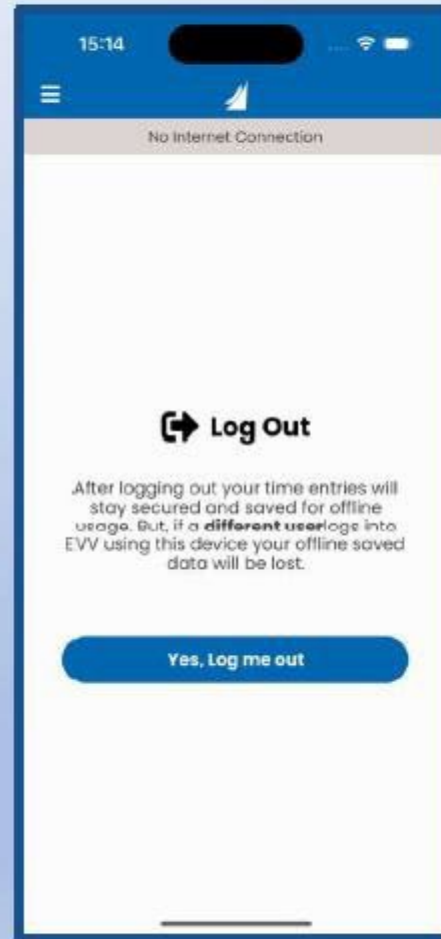 15:14
No Internet Connection
Log Out
After logging out your time entries will
stay secured and saved for offline
usage. But, if a different userlogs into
EVV using this device your offline saved
data will be lost.
Yes, Log me out